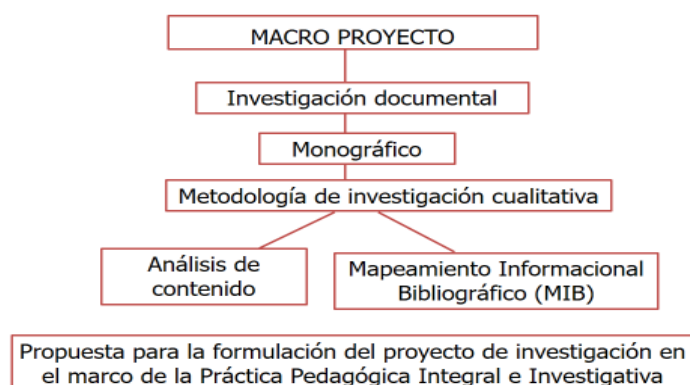 MACRO PROYECTO
Investigación documental
Monográfico
Metodología de investigación cualitativa
Análisis de
contenido
Mapeamiento Informacional
Bibliográfico (MIB)
Propuesta para la formulación del proyecto de investigación en
el marco de la Práctica Pedagógica Integral e Investigativa